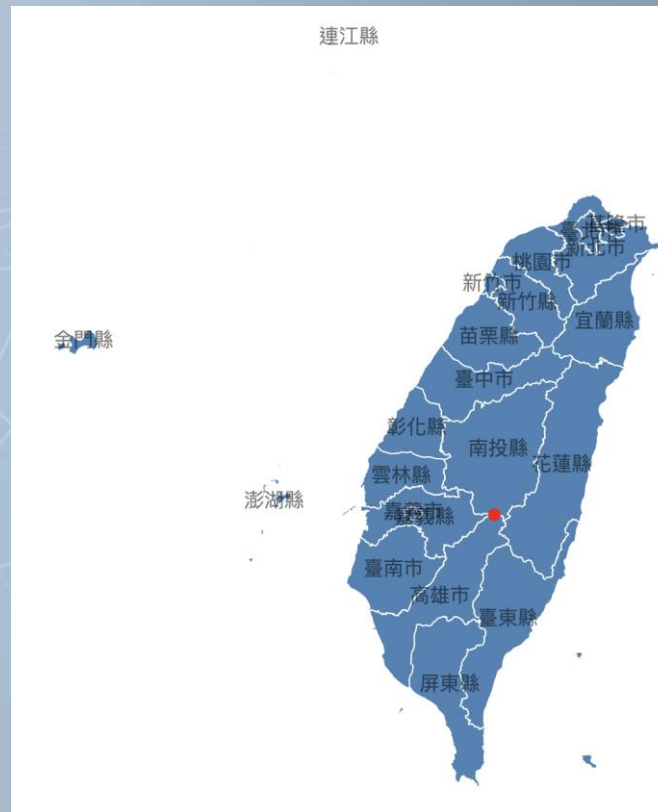 連江縣
基隆市
臺北市
新北市
桃園市
新竹市
新竹縣
宜蘭縣
苗栗縣
金門縣
臺中市
彰化縣
南投縣
花蓮縣
雲林縣
澎湖縣
嘉義市
嘉義縣
臺南市
高雄市
臺東縣
屏東縣